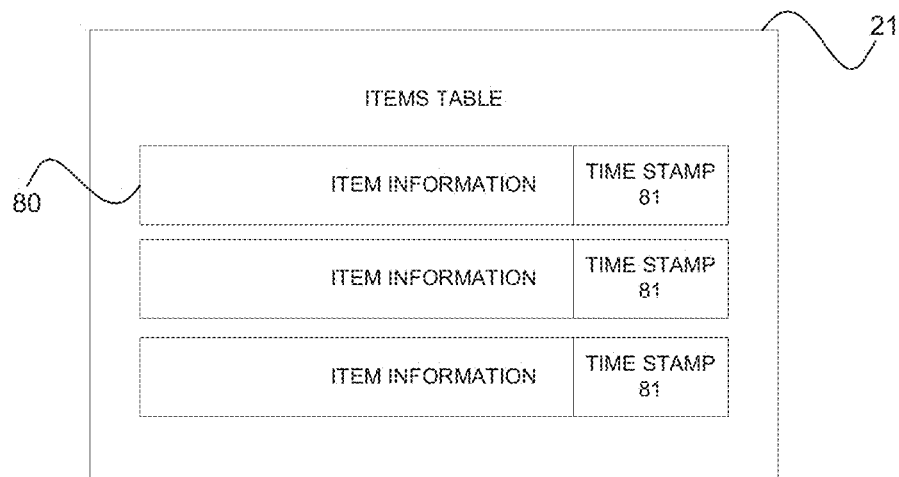 21
ITEMS TABLE
80
ITEM INFORMATION
TIME STAMP
81
ITEM INFORMATION
TIME STAMP
81
ITEM INFORMATION
TIME STAMP
81